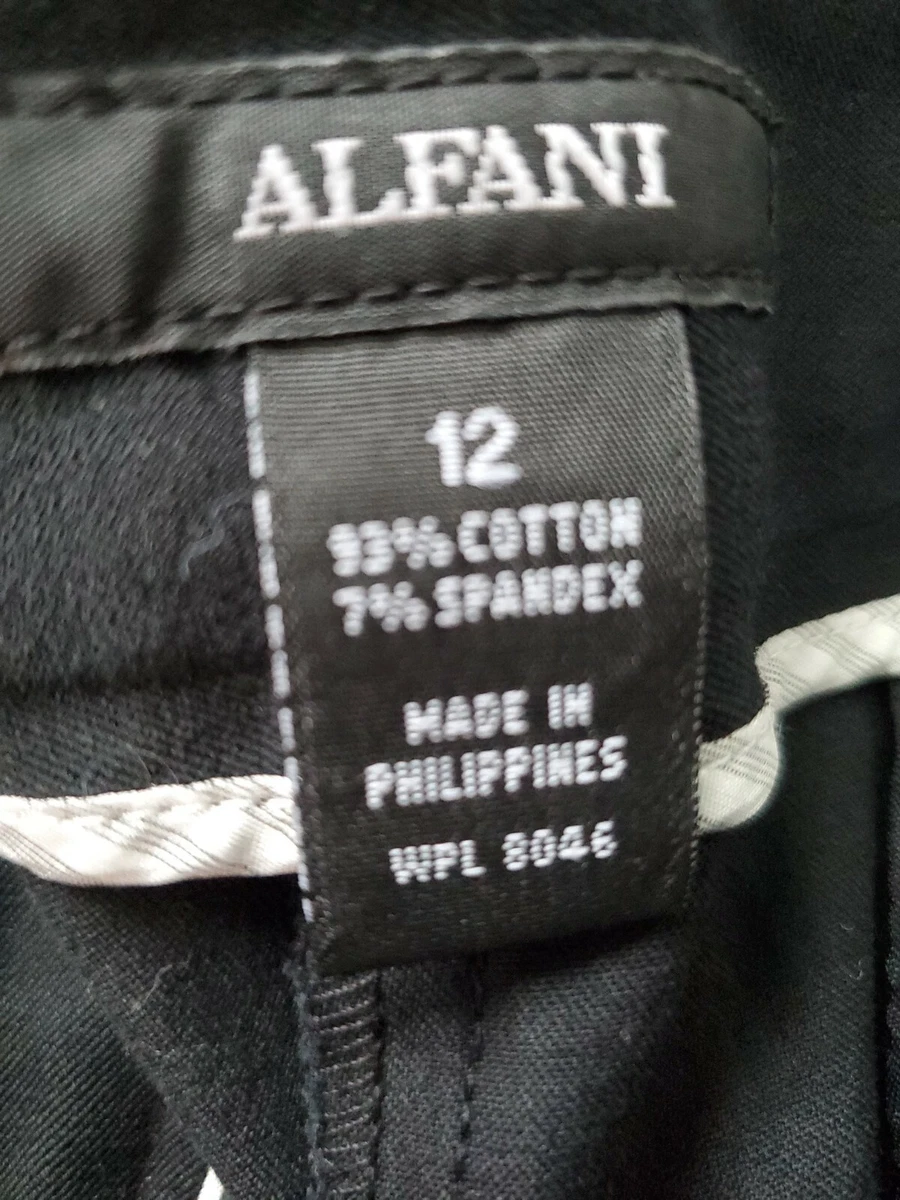 ALFANI
12
93% COTTON
7% SPANDEX
MADE IN
PHILIPPINES
WPL 8046